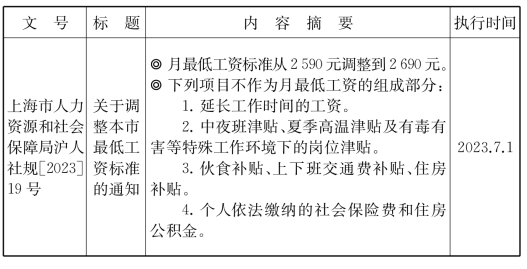 文 号 标 题 内 容 摘 要 执行时间
上海市人力
资源和社会
保障局沪人
社规[2023]
19号
关于调
整本市
最低工
资标准
的通知
◎ 月最低工资标准从2 590元调整到2 690元。
◎ 下列项目不作为月最低工资的组成部分：
1. 延长工作时间的工资。
2. 中夜班津贴、夏季高温津贴及有毒有
害等特殊工作环境下的岗位津贴。
3. 伙食补贴、上下班交通费补贴、住房
补贴。
4. 个人依法缴纳的社会保险费和住房
公积金。
2023.7.1